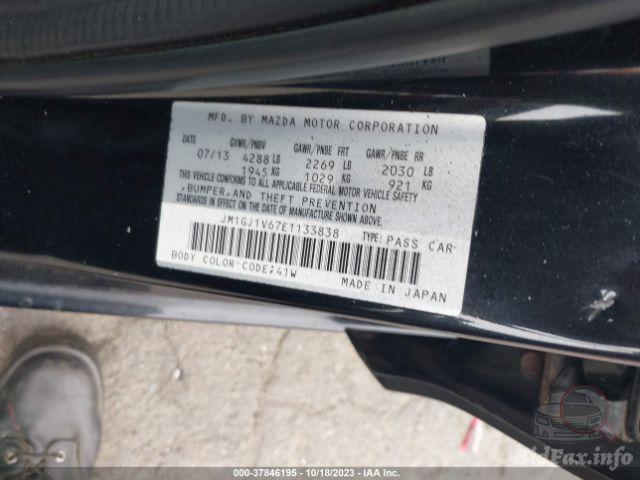 MFD. BY MAZDA MOTOR CORPORATION
DATE GVWR/PNBV GAWR/PNBE FRT GAWR/PNBE RR
07/13 4288 LB 2269 LB 2030 LB
1945 KG 1029 KG 921 KG
THIS VEHICLE CONFORMS TO ALL APPLICABLE FEDERAL MOTOR VEHICLE SAFETY
,BUMPER,AND THEFT PREVENTION
STANDARDS IN EFFECT ON THE DATE OF MANUFACTURE SHOWN ABOVE.
JM1GJ1V67E1133838 TYPE:PASS CAR
BODY COLOR CODE:41W MADE IN JAPAN
BidFax.info
© 37846195 - 10/18/2023 - IAA Inc.